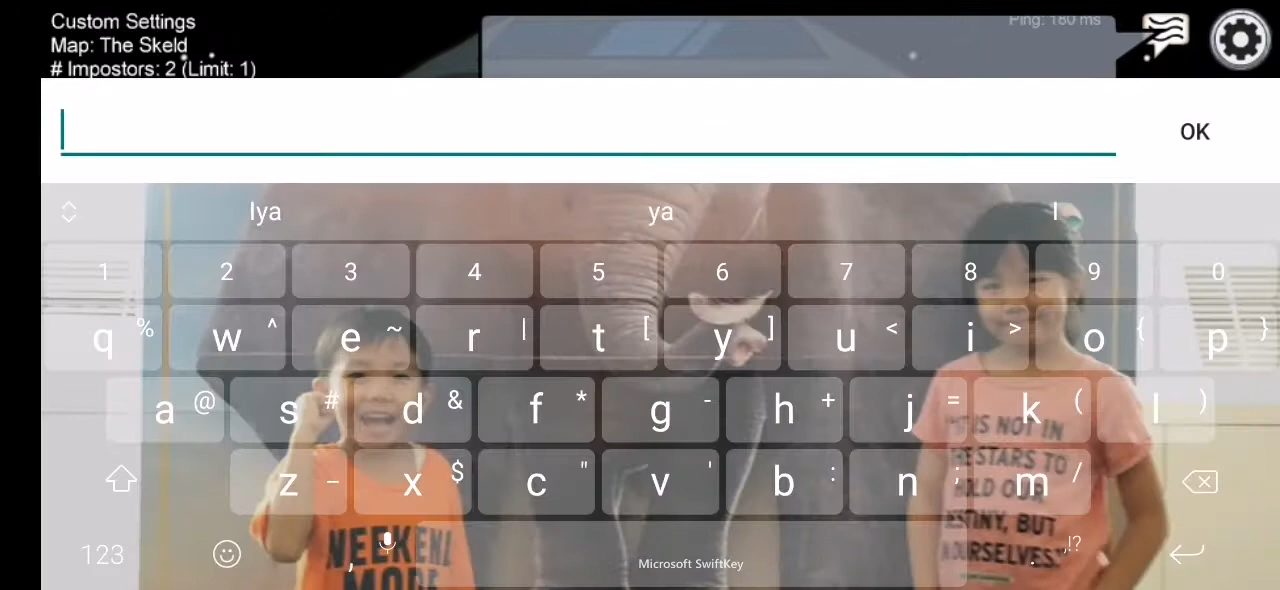 Custom Settings
Map: The Skeld
# Impostors: 2 (Limit: 1)
Ping: 180 ms
OK
Iya
ya
I
1 2 3 4 5 6 7 8 9 0
q % w ^ e ~ r | t [ y ] u < i > o { p }
a @ s # d & f * g - h + j = k ( l )
z _ x $ c " v ' b : n ; m /
123 , Microsoft SwiftKey . ,!?
IT IS NOT IN
THE STARS TO
HOLD OUR
DESTINY, BUT
OURSELVES."
WEEKEND
MODE